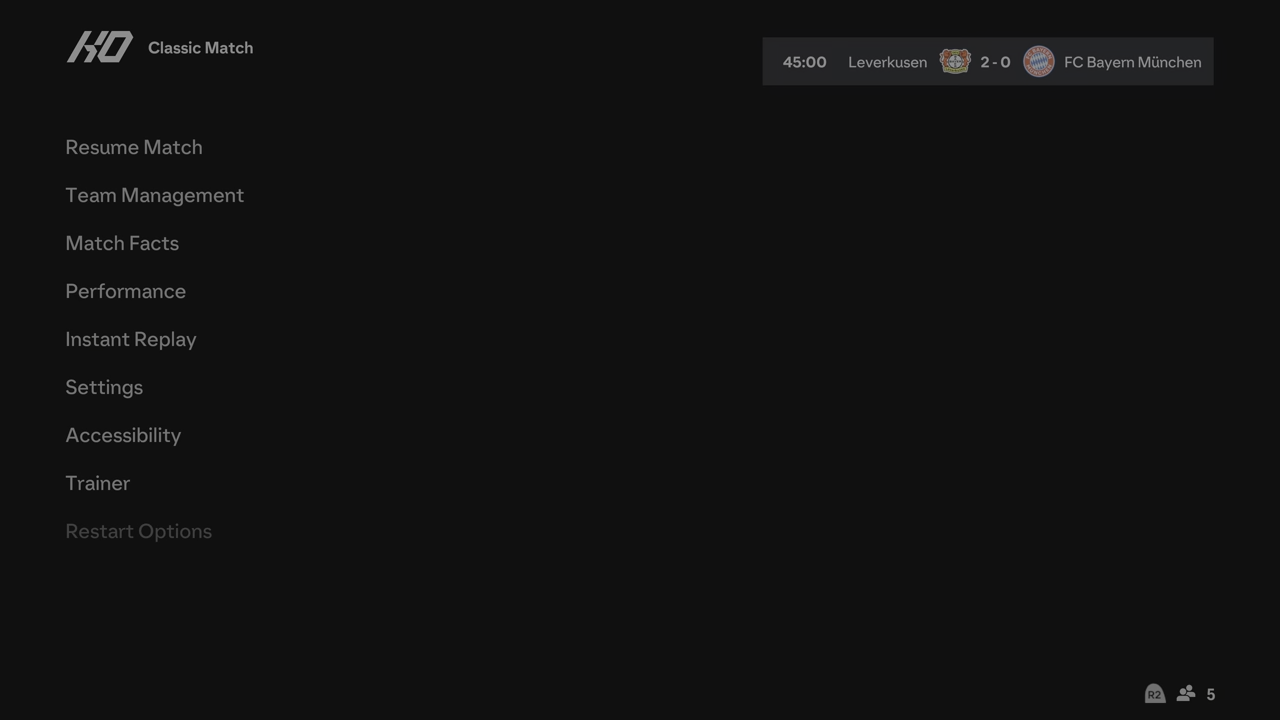 KO Classic Match
45:00 Leverkusen 2 - 0 FC Bayern München
Resume Match
Team Management
Match Facts
Performance
Instant Replay
Settings
Accessibility
Trainer
Restart Options
R2 5